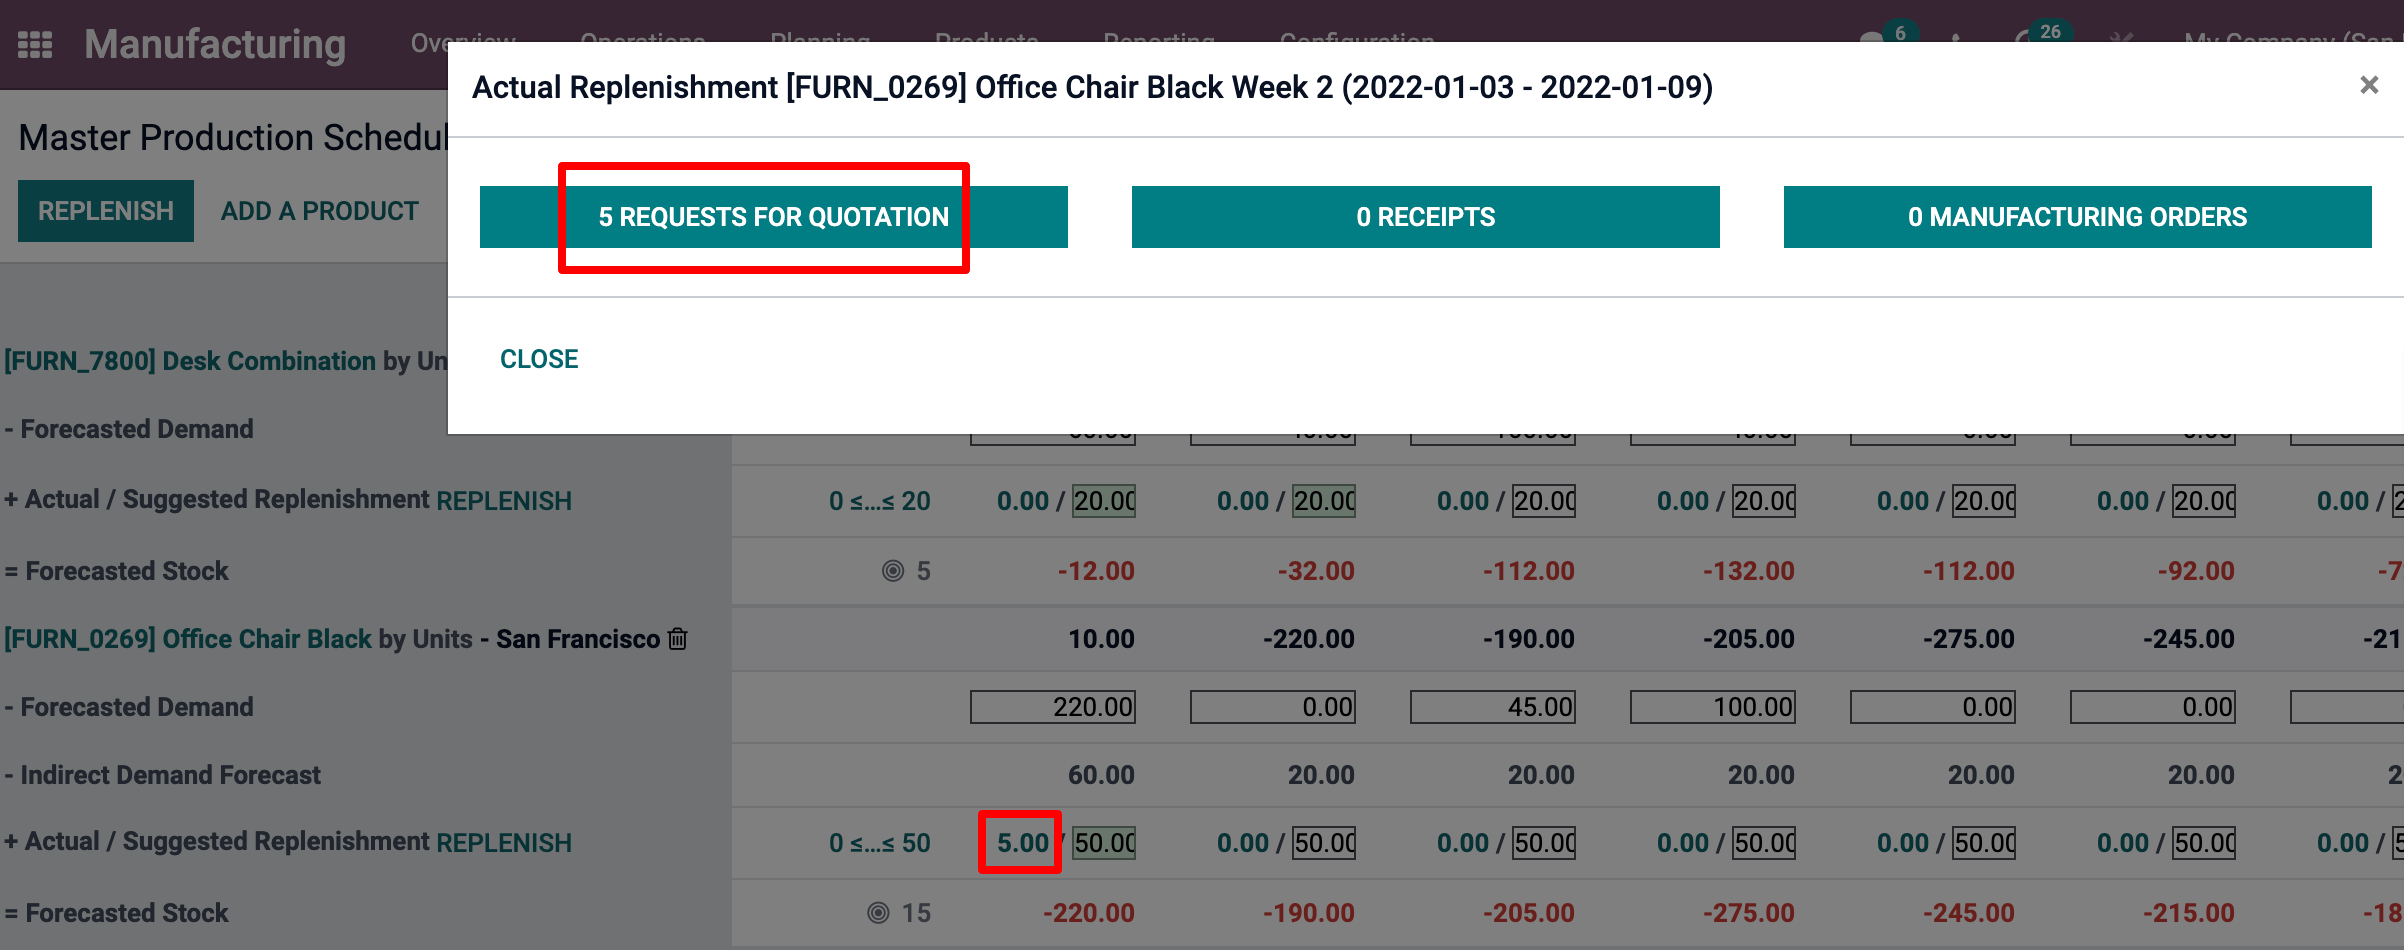 Manufacturing Overview Operations Planning Products Reporting Configuration 6 26 My Company (San
Actual Replenishment [FURN_0269] Office Chair Black Week 2 (2022-01-03 - 2022-01-09) ×
Master Production Schedul
REPLENISH ADD A PRODUCT
5 REQUESTS FOR QUOTATION 0 RECEIPTS 0 MANUFACTURING ORDERS
CLOSE
[FURN_7800] Desk Combination by Un
- Forecasted Demand
+ Actual / Suggested Replenishment REPLENISH 0 ≤...≤ 20 0.00 / 20.00 0.00 / 20.00 0.00 / 20.00 0.00 / 20.00 0.00 / 20.00 0.00 / 20.00 0.00 / 2
= Forecasted Stock 5 -12.00 -32.00 -112.00 -132.00 -112.00 -92.00 -7
[FURN_0269] Office Chair Black by Units - San Francisco 10.00 -220.00 -190.00 -205.00 -275.00 -245.00 -21
- Forecasted Demand 220.00 0.00 45.00 100.00 0.00 0.00
- Indirect Demand Forecast 60.00 20.00 20.00 20.00 20.00 20.00 2
+ Actual / Suggested Replenishment REPLENISH 0 ≤...≤ 50 5.00 / 50.00 0.00 / 50.00 0.00 / 50.00 0.00 / 50.00 0.00 / 50.00 0.00 / 50.00 0.00 / 5
= Forecasted Stock 15 -220.00 -190.00 -205.00 -275.00 -245.00 -215.00 -18